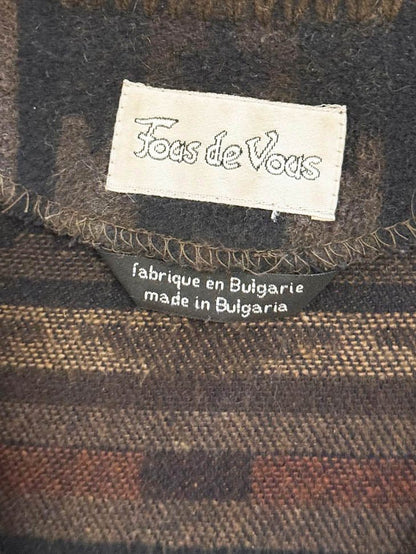 Fous de Vous
fabrique en Bulgarie
made in Bulgaria